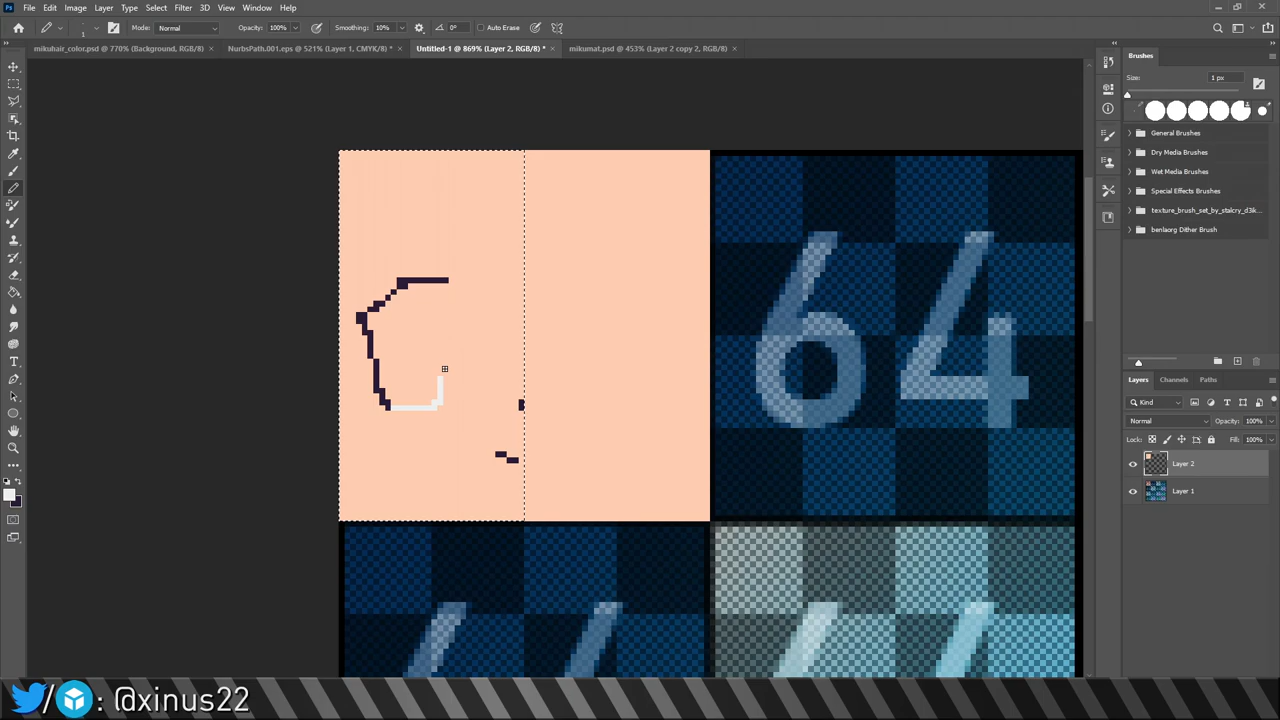 File Edit Image Layer Type Select Filter 3D View Window Help
1 Mode: Normal Opacity: 100% Smoothing: 10% 0° Auto Erase
mikuhair_color.psd @ 770% (Background, RGB/8) × NurbsPath.001.eps @ 521% (Layer 1, CMYK/8) * × Untitled-1 @ 869% (Layer 2, RGB/8) * × mikumat.psd @ 453% (Layer 2 copy 2, RGB/8) ×
Brushes
Size: 1 px
General Brushes
Dry Media Brushes
Wet Media Brushes
Special Effects Brushes
texture_brush_set_by_stalcry_d3k...
benlaorg Dither Brush
64
Layers Channels Paths
Kind
Normal Opacity: 100%
Lock: Fill: 100%
Layer 2
Layer 1
/ : @xinus22